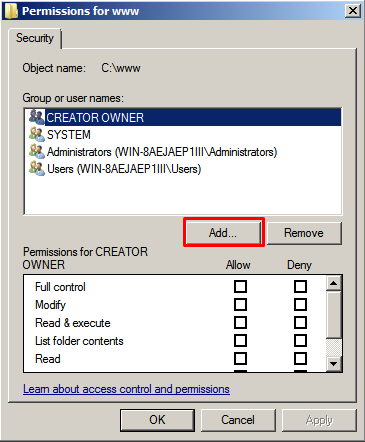 Permissions for www
Security
Object name: C:\www
Group or user names:
CREATOR OWNER
SYSTEM
Administrators (WIN-8AEJAEP1III\Administrators)
Users (WIN-8AEJAEP1III\Users)
Add... Remove
Permissions for CREATOR
OWNER Allow Deny
Full control
Modify
Read & execute
List folder contents
Read
Learn about access control and permissions
OK Cancel Apply